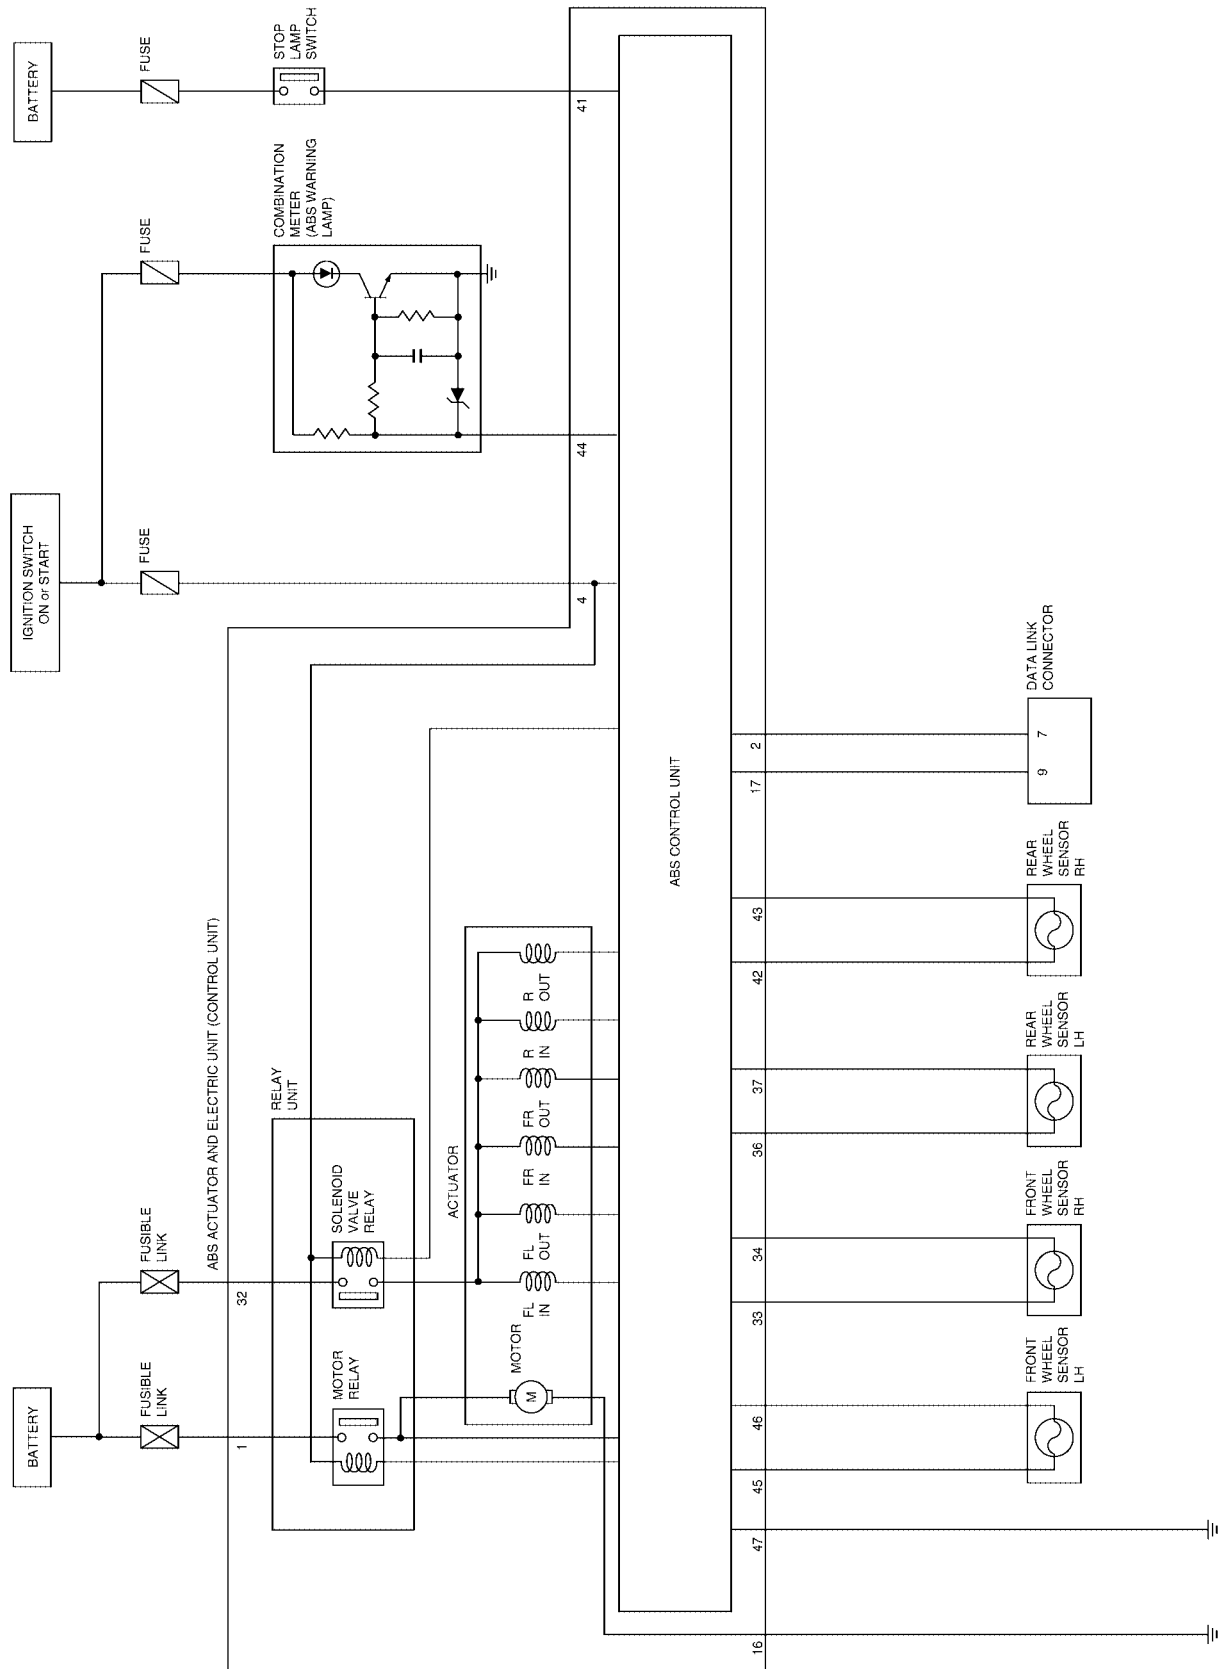 BATTERY
FUSIBLE
LINK
FUSIBLE
LINK
IGNITION SWITCH
ON or START
FUSE
FUSE
BATTERY
FUSE
STOP
LAMP
SWITCH
COMBINATION
METER
(ABS WARNING
LAMP)
1
32
4
44
41
ABS ACTUATOR AND ELECTRIC UNIT (CONTROL UNIT)
RELAY
UNIT
MOTOR
RELAY
SOLENOID
VALVE
RELAY
ACTUATOR
MOTOR
M
FL
IN
FL
OUT
FR
IN
FR
OUT
R
IN
R
OUT
ABS CONTROL UNIT
16
47
45
46
33
34
36
37
42
43
17
2
FRONT
WHEEL
SENSOR
LH
FRONT
WHEEL
SENSOR
RH
REAR
WHEEL
SENSOR
LH
REAR
WHEEL
SENSOR
RH
DATA LINK
CONNECTOR
9
7